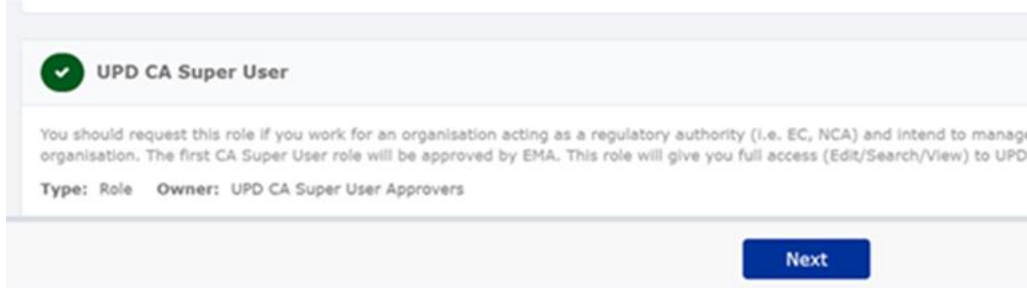 UPD CA Super User
You should request this role if you work for an organisation acting as a regulatory authority (i.e. EC, NCA) and intend to manage
organisation. The first CA Super User role will be approved by EMA. This role will give you full access (Edit/Search/View) to UPD
Type: Role Owner: UPD CA Super User Approvers
Next